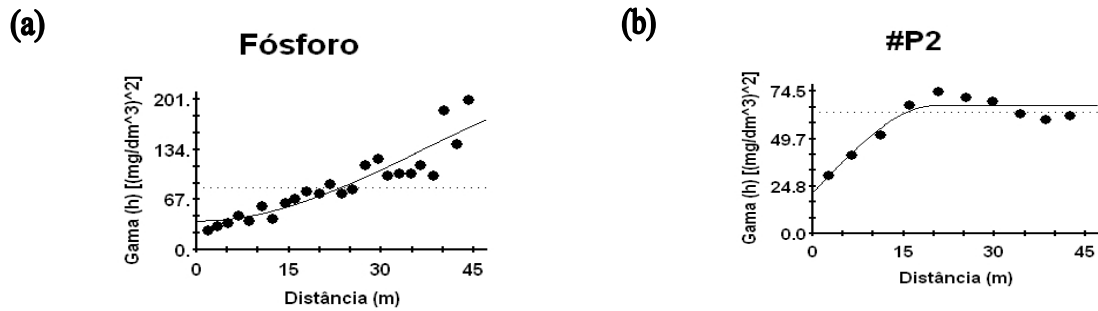 (a)
Fósforo
Gama (h) [(mg/dm^3)^2]
201.
134.
67.
0.
0 15 30 45
Distância (m)
(b)
#P2
Gama (h) [(mg/dm^3)^2]
74.5
49.7
24.8
0.0
0 15 30 45
Distância (m)